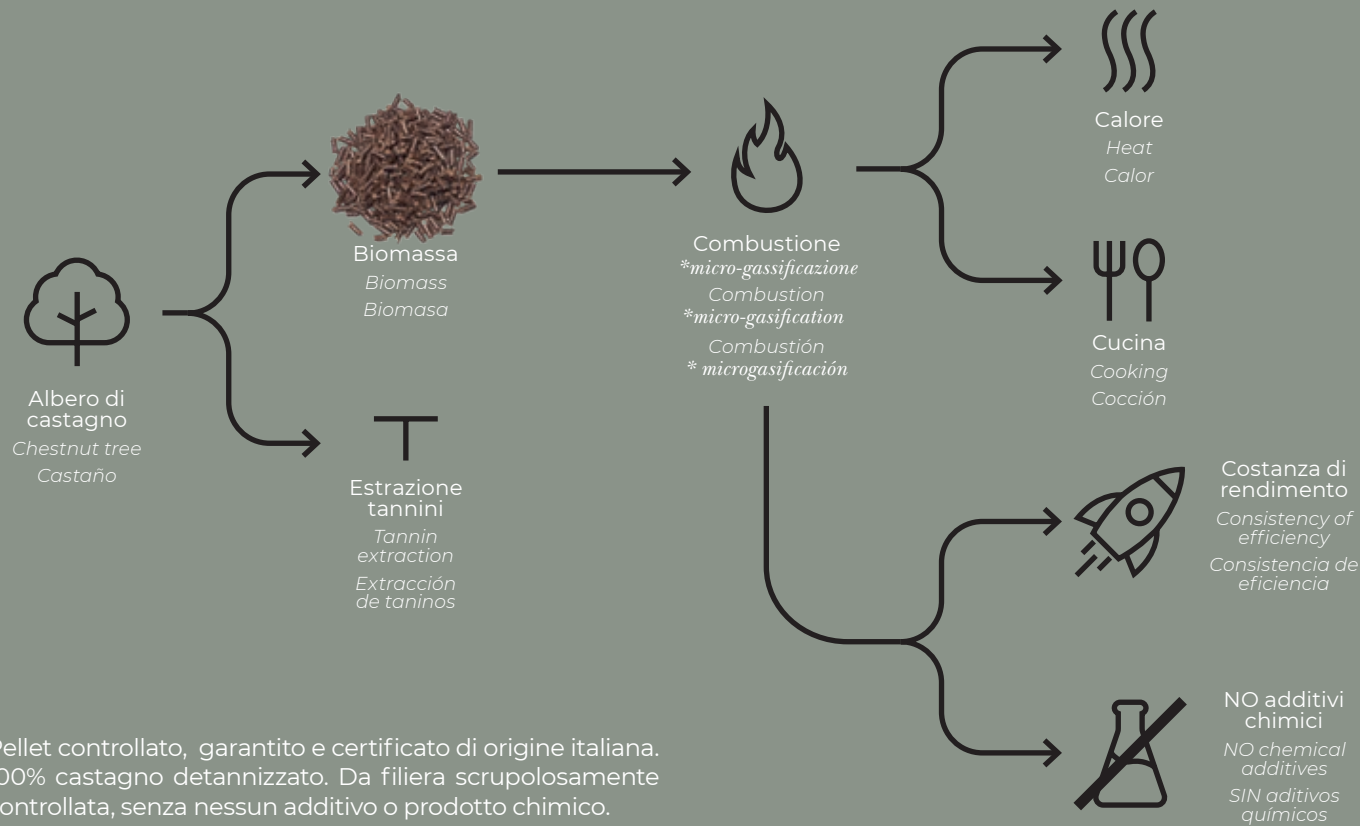 Calore
Heat
Calor
Biomassa
Biomass
Biomasa
Combustione
*micro-gassificazione
Combustion
*micro-gasification
Combustión
* microgasificación
Cucina
Cooking
Cocción
Albero di
castagno
Chestnut tree
Castaño
Estrazione
tannini
Tannin
extraction
Extracción
de taninos
Costanza di
rendimento
Consistency of
efficiency
Consistencia de
eficiencia
NO additivi
chimici
NO chemical
additives
SIN aditivos
químicos
Pellet controllato, garantito e certificato di origine italiana.
00% castagno detannizzato. Da filiera scrupolosamente
ontrollata, senza nessun additivo o prodotto chimico.